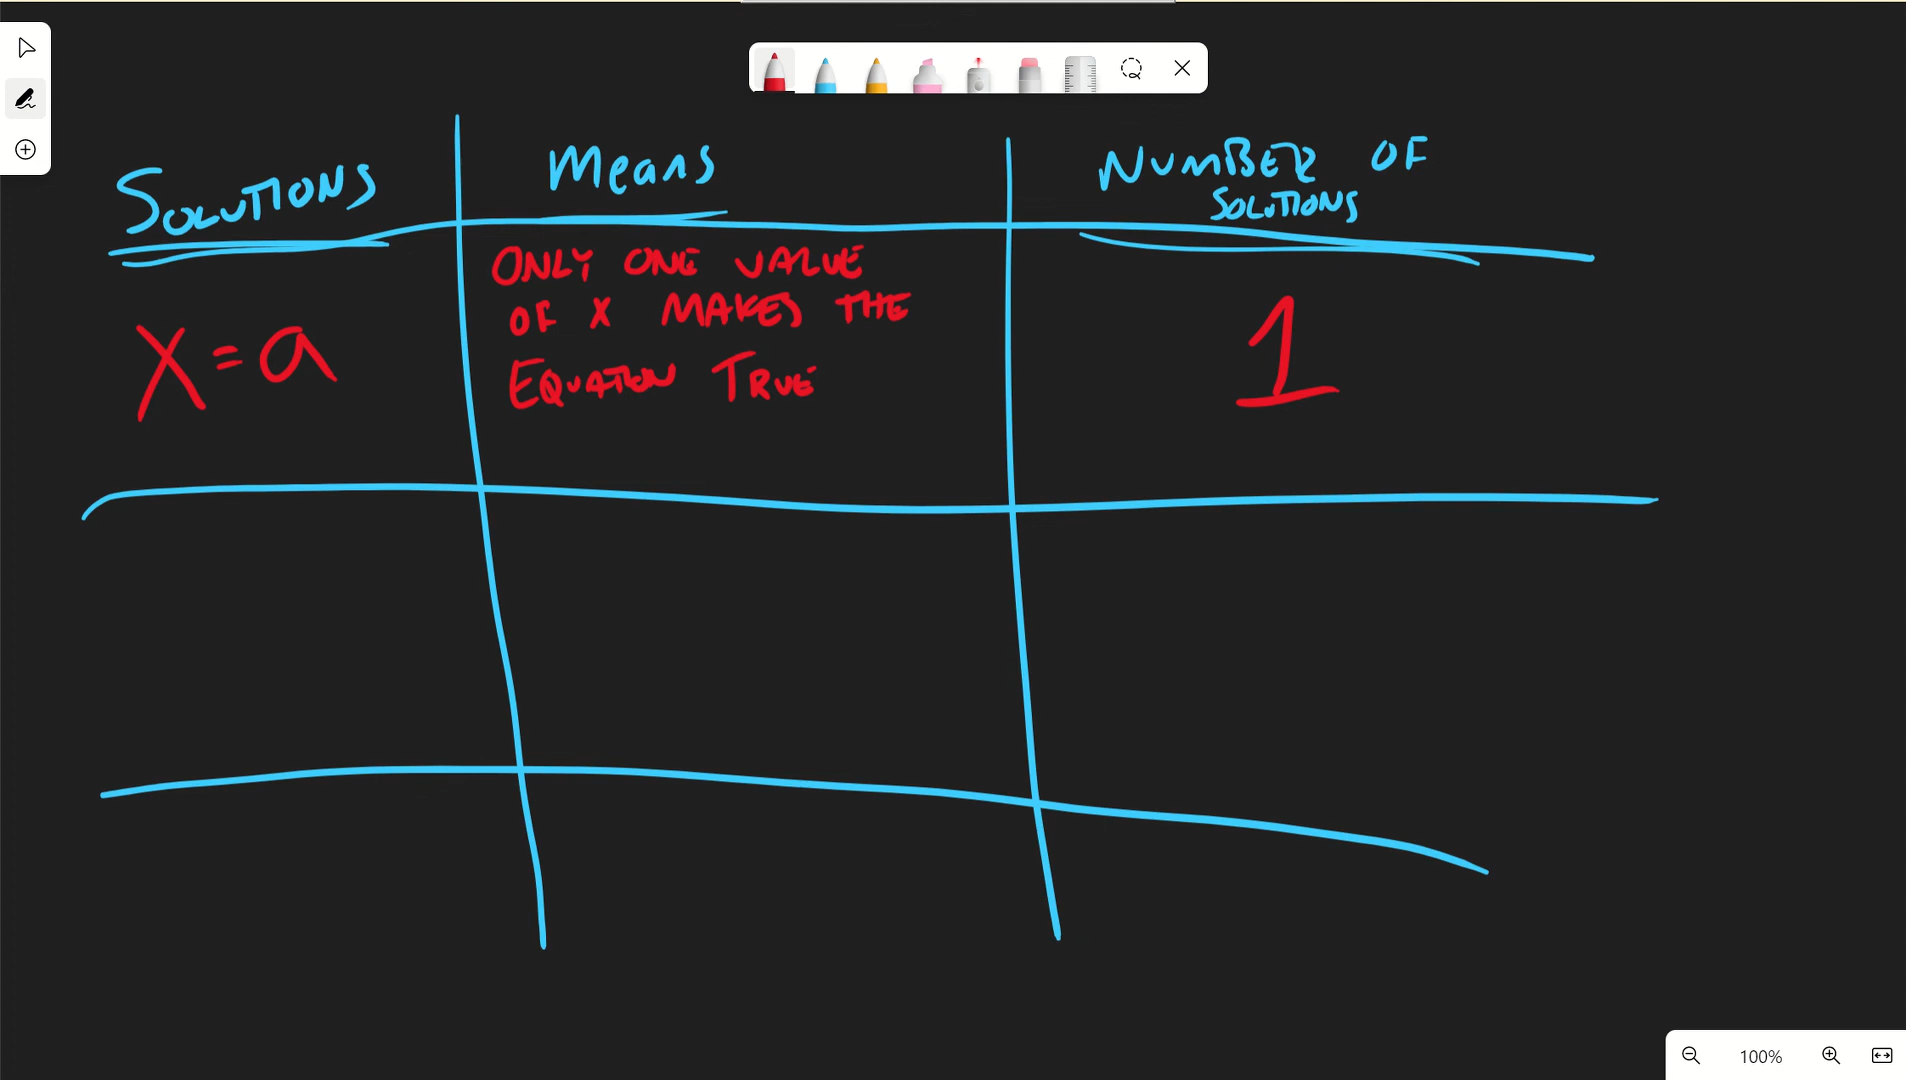 SOLUTIONS
Means
NUMBER OF
SOLUTIONS
X = a
ONLY ONE VALUE
OF X MAKES THE
EQUATION TRUE
1
100%